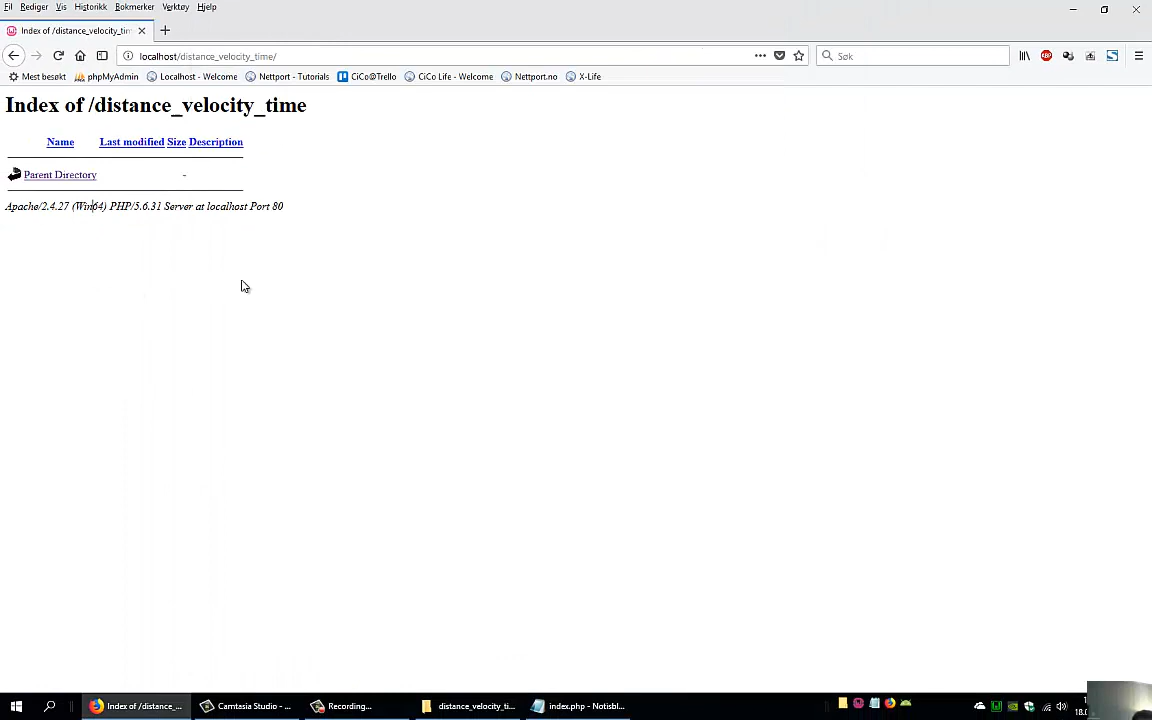 Fil Rediger Vis Historikk Bokmerker Verktøy Hjelp
Index of /distance_velocity_tim
localhost/distance_velocity_time/
Søk
Mest besøkt phpMyAdmin Localhost - Welcome Nettport - Tutorials CiCo@Trello CiCo Life - Welcome Nettport.no X-Life
Index of /distance_velocity_time
Name Last modified Size Description
Parent Directory -
Apache/2.4.27 (Win64) PHP/5.6.31 Server at localhost Port 80
Index of /distance_... Camtasia Studio - ... Recording... distance_velocity_ti... index.php - Notisbl...